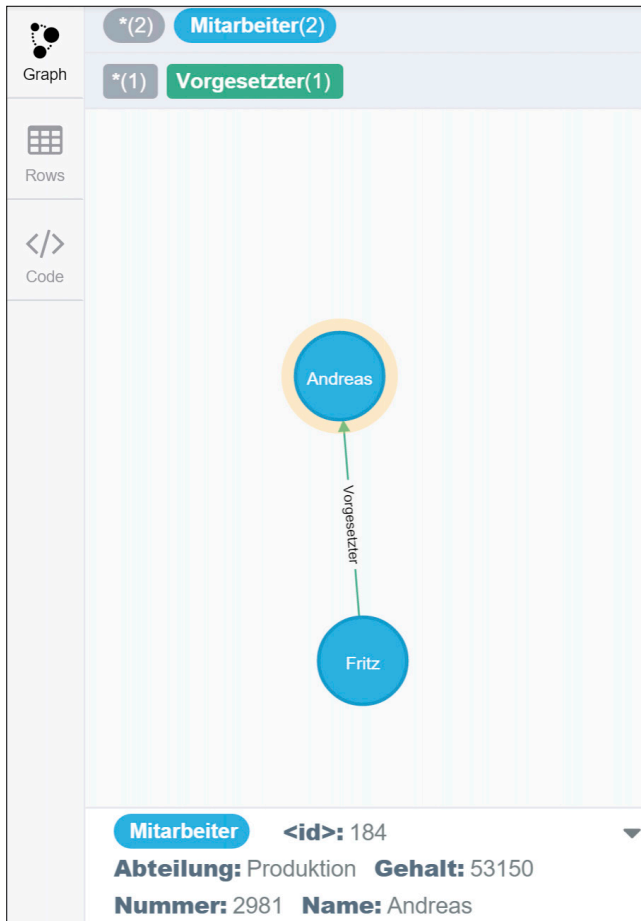 *(2) Mitarbeiter(2)
Graph
*(1) Vorgesetzter(1)
Rows
</>
Code
Andreas
Vorgesetzter
Fritz
Mitarbeiter <id>: 184
Abteilung: Produktion Gehalt: 53150
Nummer: 2981 Name: Andreas